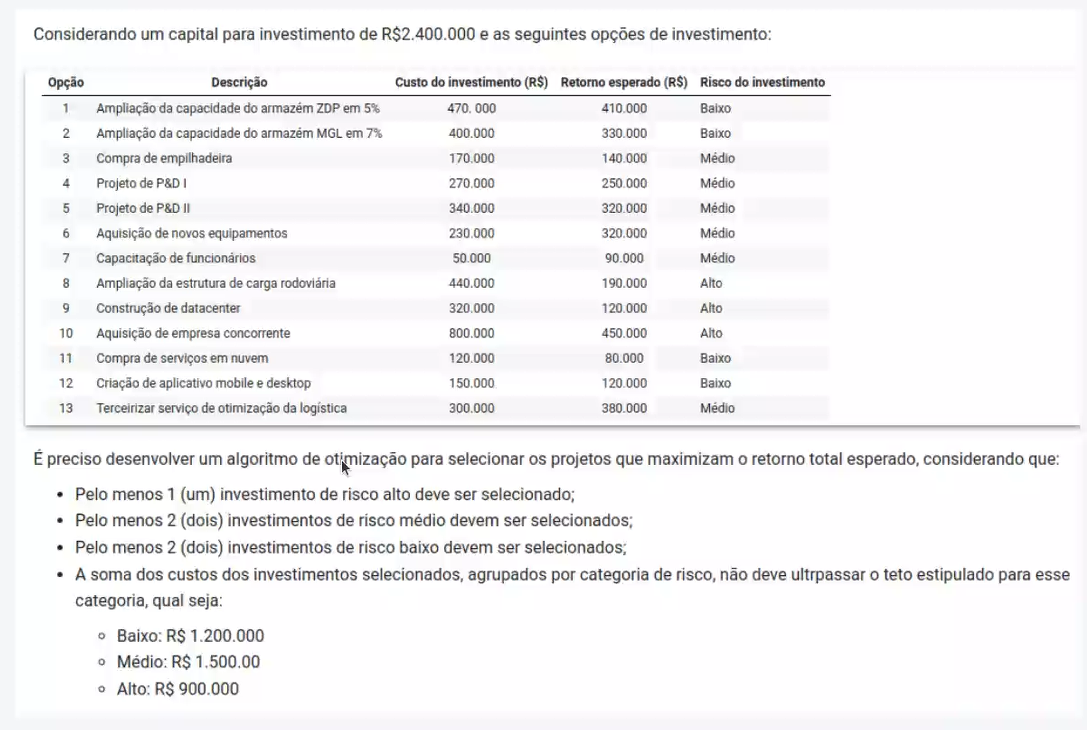 Considerando um capital para investimento de R$2.400.000 e as seguintes opções de investimento:
Opção Descrição Custo do investimento (R$) Retorno esperado (R$) Risco do investimento
1 Ampliação da capacidade do armazém ZDP em 5% 470. 000 410.000 Baixo
2 Ampliação da capacidade do armazém MGL em 7% 400.000 330.000 Baixo
3 Compra de empilhadeira 170.000 140.000 Médio
4 Projeto de P&D I 270.000 250.000 Médio
5 Projeto de P&D II 340.000 320.000 Médio
6 Aquisição de novos equipamentos 230.000 320.000 Médio
7 Capacitação de funcionários 50.000 90.000 Médio
8 Ampliação da estrutura de carga rodoviária 440.000 190.000 Alto
9 Construção de datacenter 320.000 120.000 Alto
10 Aquisição de empresa concorrente 800.000 450.000 Alto
11 Compra de serviços em nuvem 120.000 80.000 Baixo
12 Criação de aplicativo mobile e desktop 150.000 120.000 Baixo
13 Terceirizar serviço de otimização da logística 300.000 380.000 Médio
É preciso desenvolver um algoritmo de otimização para selecionar os projetos que maximizam o retorno total esperado, considerando que:
• Pelo menos 1 (um) investimento de risco alto deve ser selecionado;
• Pelo menos 2 (dois) investimentos de risco médio devem ser selecionados;
• Pelo menos 2 (dois) investimentos de risco baixo devem ser selecionados;
• A soma dos custos dos investimentos selecionados, agrupados por categoria de risco, não deve ultrpassar o teto estipulado para esse
categoria, qual seja:
◦ Baixo: R$ 1.200.000
◦ Médio: R$ 1.500.00
◦ Alto: R$ 900.000